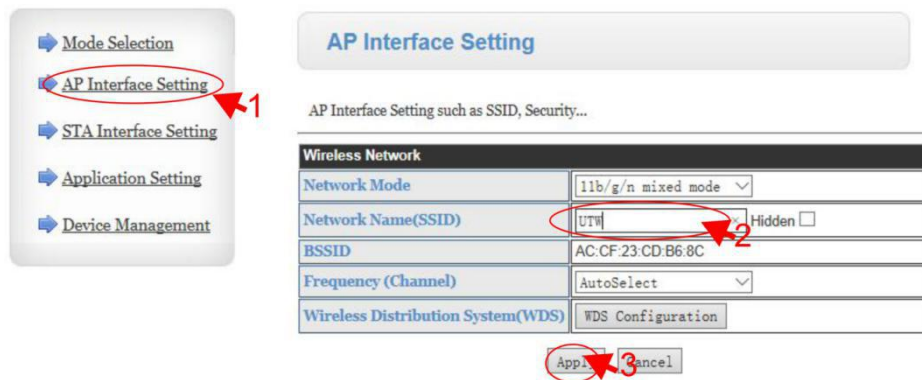 Mode Selection
AP Interface Setting
1
STA Interface Setting
Application Setting
Device Management
AP Interface Setting
AP Interface Setting such as SSID, Security...
Wireless Network
Network Mode 11b/g/n mixed mode
Network Name(SSID) UTW × Hidden
2
BSSID AC:CF:23:CD:B6:8C
Frequency (Channel) AutoSelect
Wireless Distribution System(WDS) WDS Configuration
Apply 3 Cancel